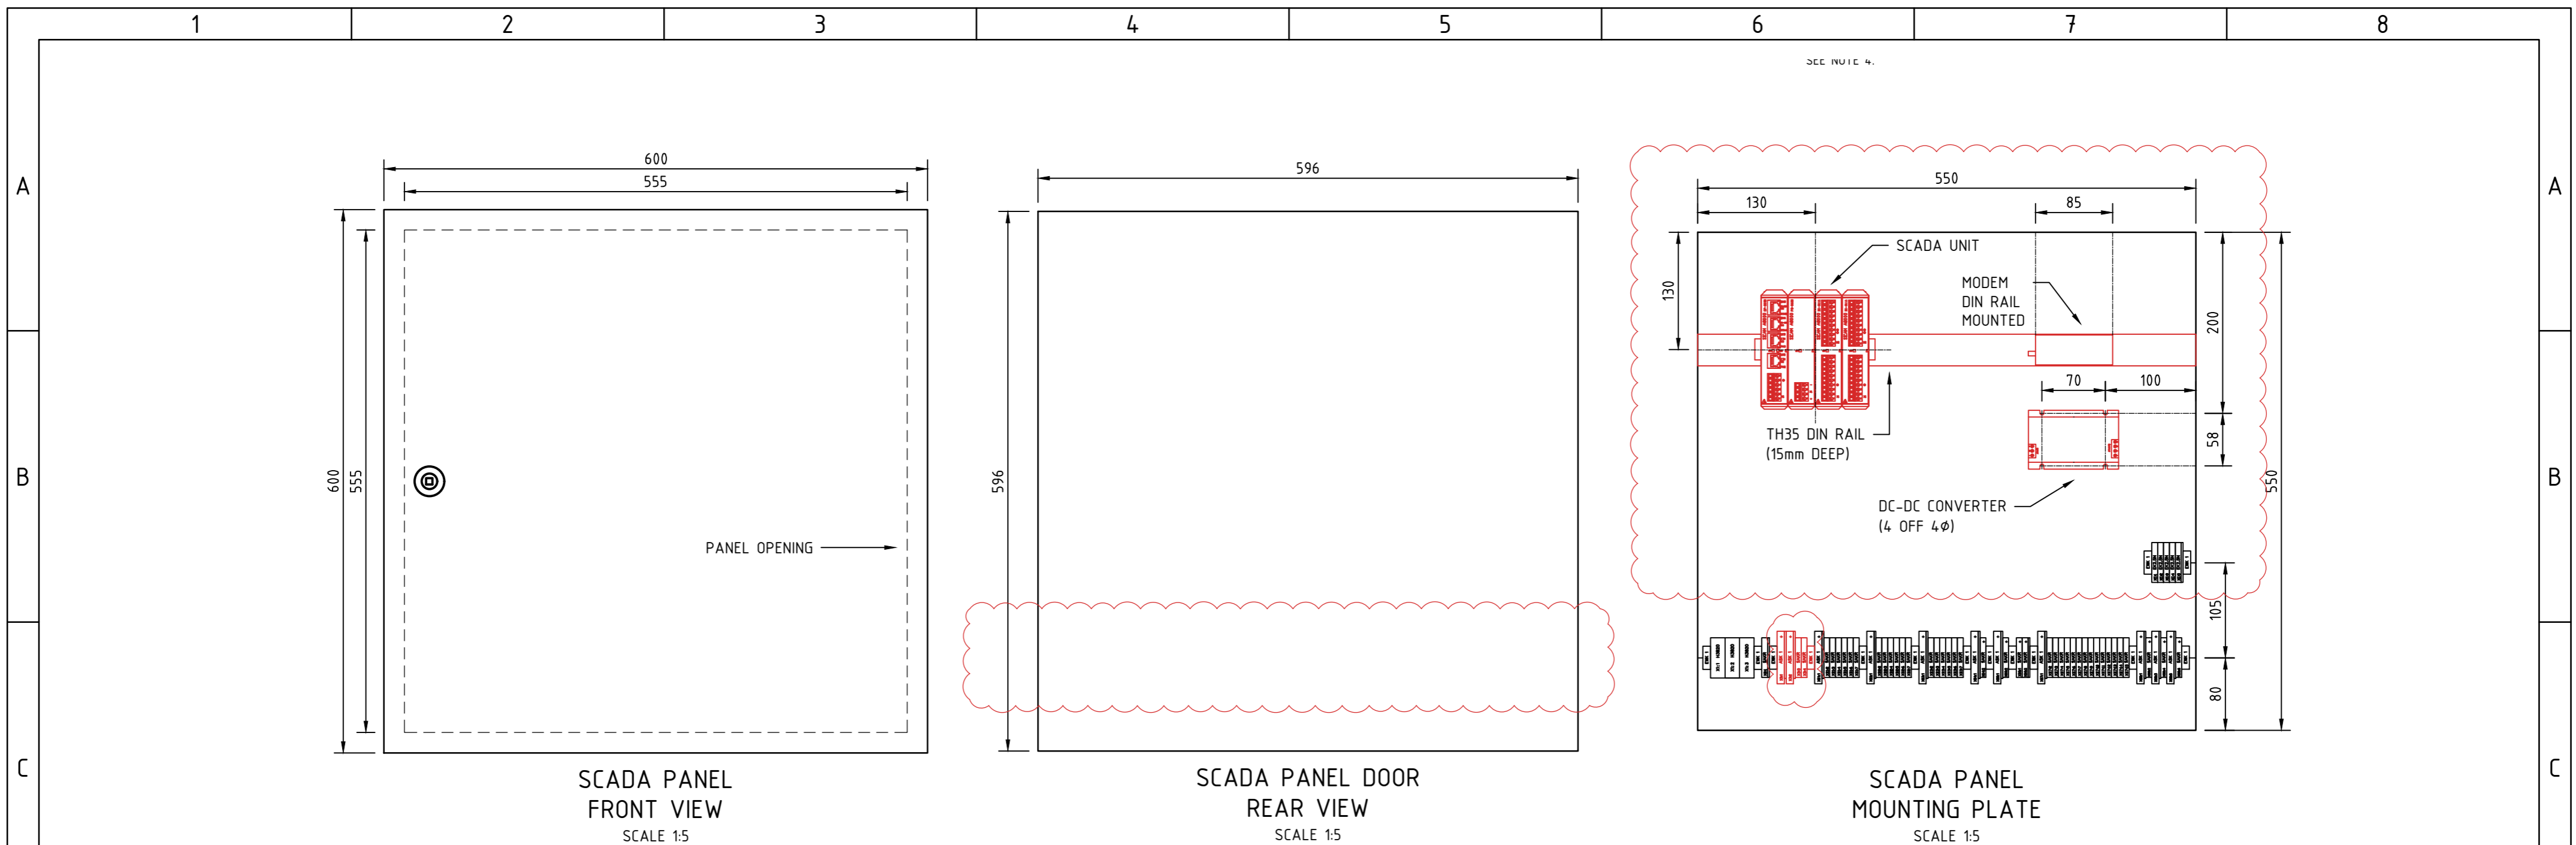 1 2 3 4 5 6 7 8
SEE NOTE 4.
A
A
B
B
C
C
600
555
600
555
PANEL OPENING
SCADA PANEL
FRONT VIEW
SCALE 1:5
596
596
SCADA PANEL DOOR
REAR VIEW
SCALE 1:5
550
130
85
130
SCADA UNIT
MODEM
DIN RAIL
MOUNTED
200
70
100
TH35 DIN RAIL
(15mm DEEP)
58
550
DC-DC CONVERTER
(4 OFF 4Ø)
105
80
SCADA PANEL
MOUNTING PLATE
SCALE 1:5